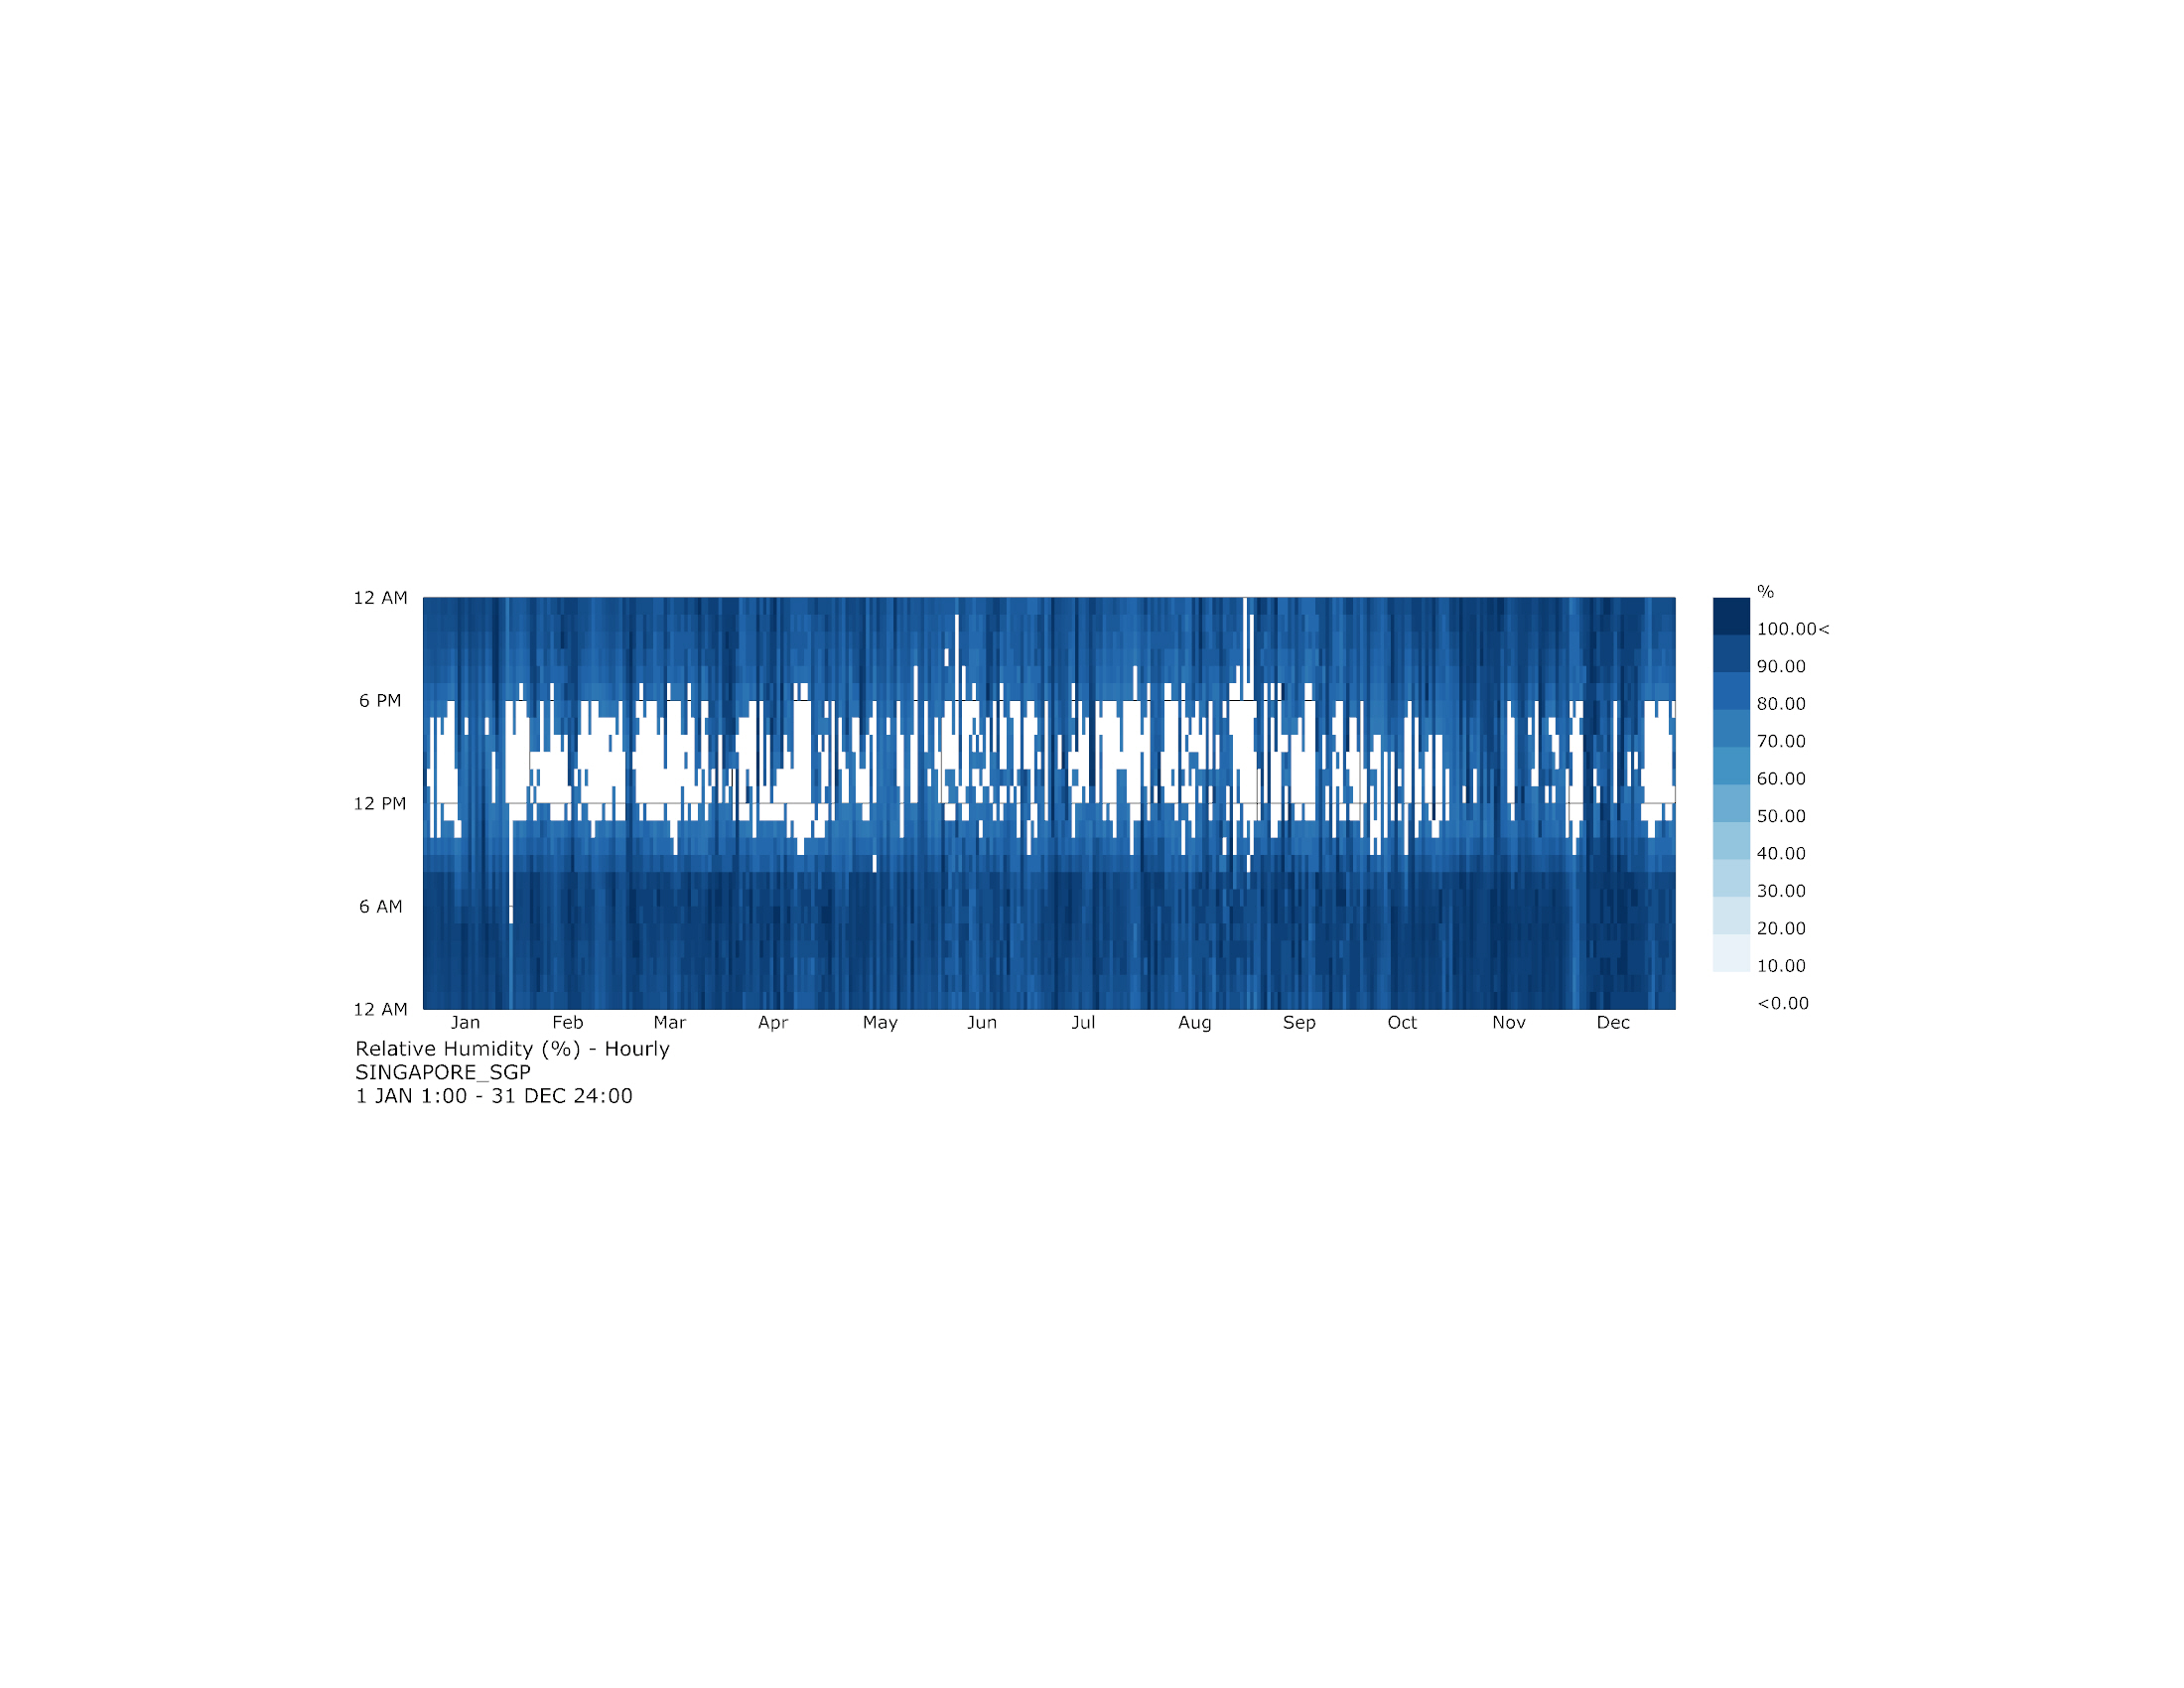 %
12 AM
100.00<
90.00
80.00
6 PM
70.00
60.00
12 PM
50.00
40.00
30.00
6 AM
20.00
10.00
12 AM
<0.00
Jan Feb Mar Apr May Jun Jul Aug Sep Oct Nov Dec
Relative Humidity (%) - Hourly
SINGAPORE_SGP
1 JAN 1:00 - 31 DEC 24:00